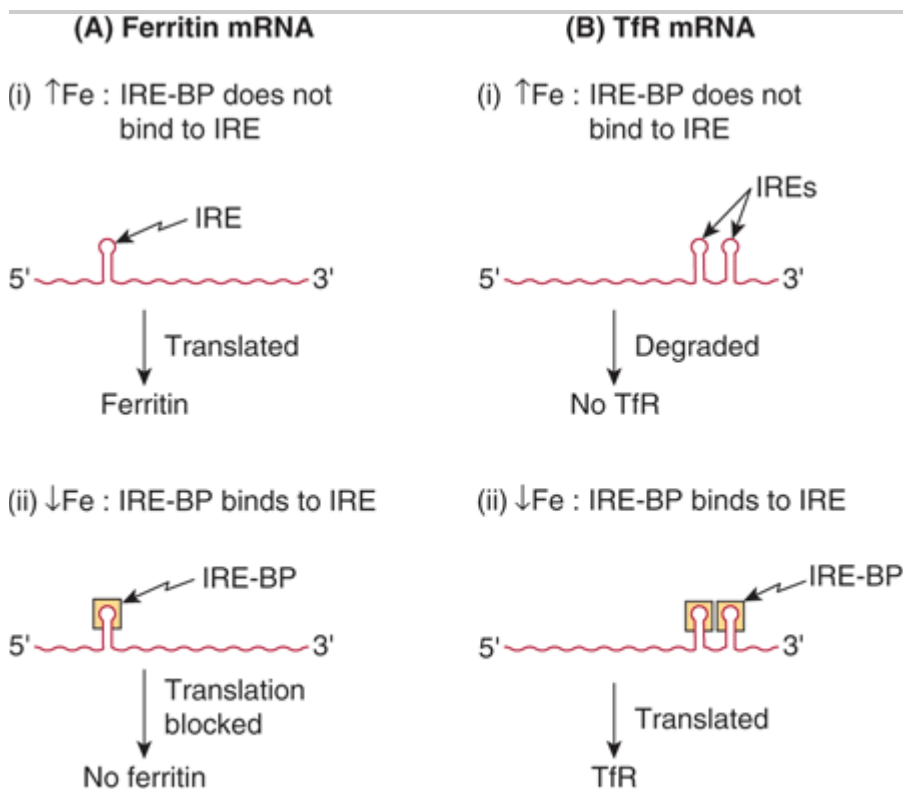 (A) Ferritin mRNA
(i) ↑Fe : IRE-BP does not
bind to IRE
IRE
5' 3'
Translated
Ferritin
(ii) ↓Fe : IRE-BP binds to IRE
IRE-BP
5' 3'
Translation
blocked
No ferritin
(B) TfR mRNA
(i) ↑Fe : IRE-BP does not
bind to IRE
IREs
5' 3'
Degraded
No TfR
(ii) ↓Fe : IRE-BP binds to IRE
IRE-BP
5' 3'
Translated
TfR